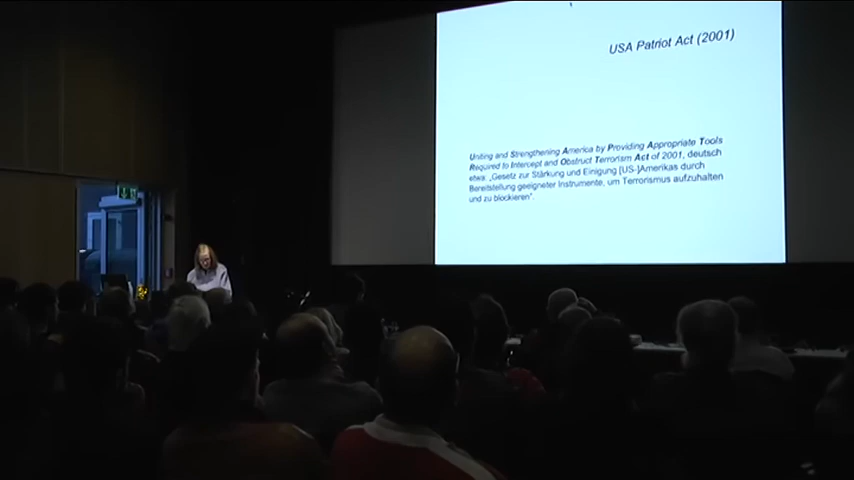 USA Patriot Act (2001)
Uniting and Strengthening America by Providing Appropriate Tools
Required to Intercept and Obstruct Terrorism Act of 2001, deutsch
etwa: „Gesetz zur Stärkung und Einigung [US-]Amerikas durch
Bereitstellung geeigneter Instrumente, um Terrorismus aufzuhalten
und zu blockieren".